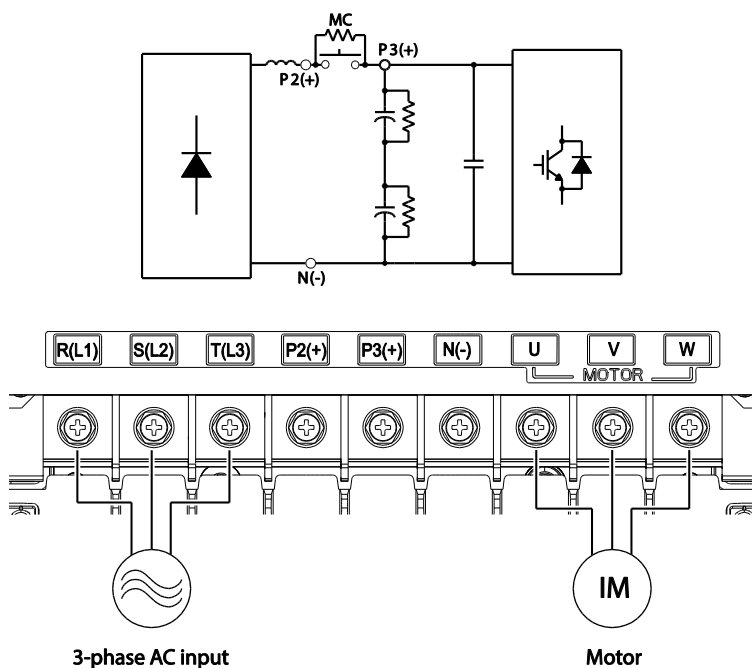 MC
P2(+)
P3(+)
N(-)
R(L1) S(L2) T(L3) P2(+) P3(+) N(-) U V W
MOTOR
IM
3-phase AC input
Motor